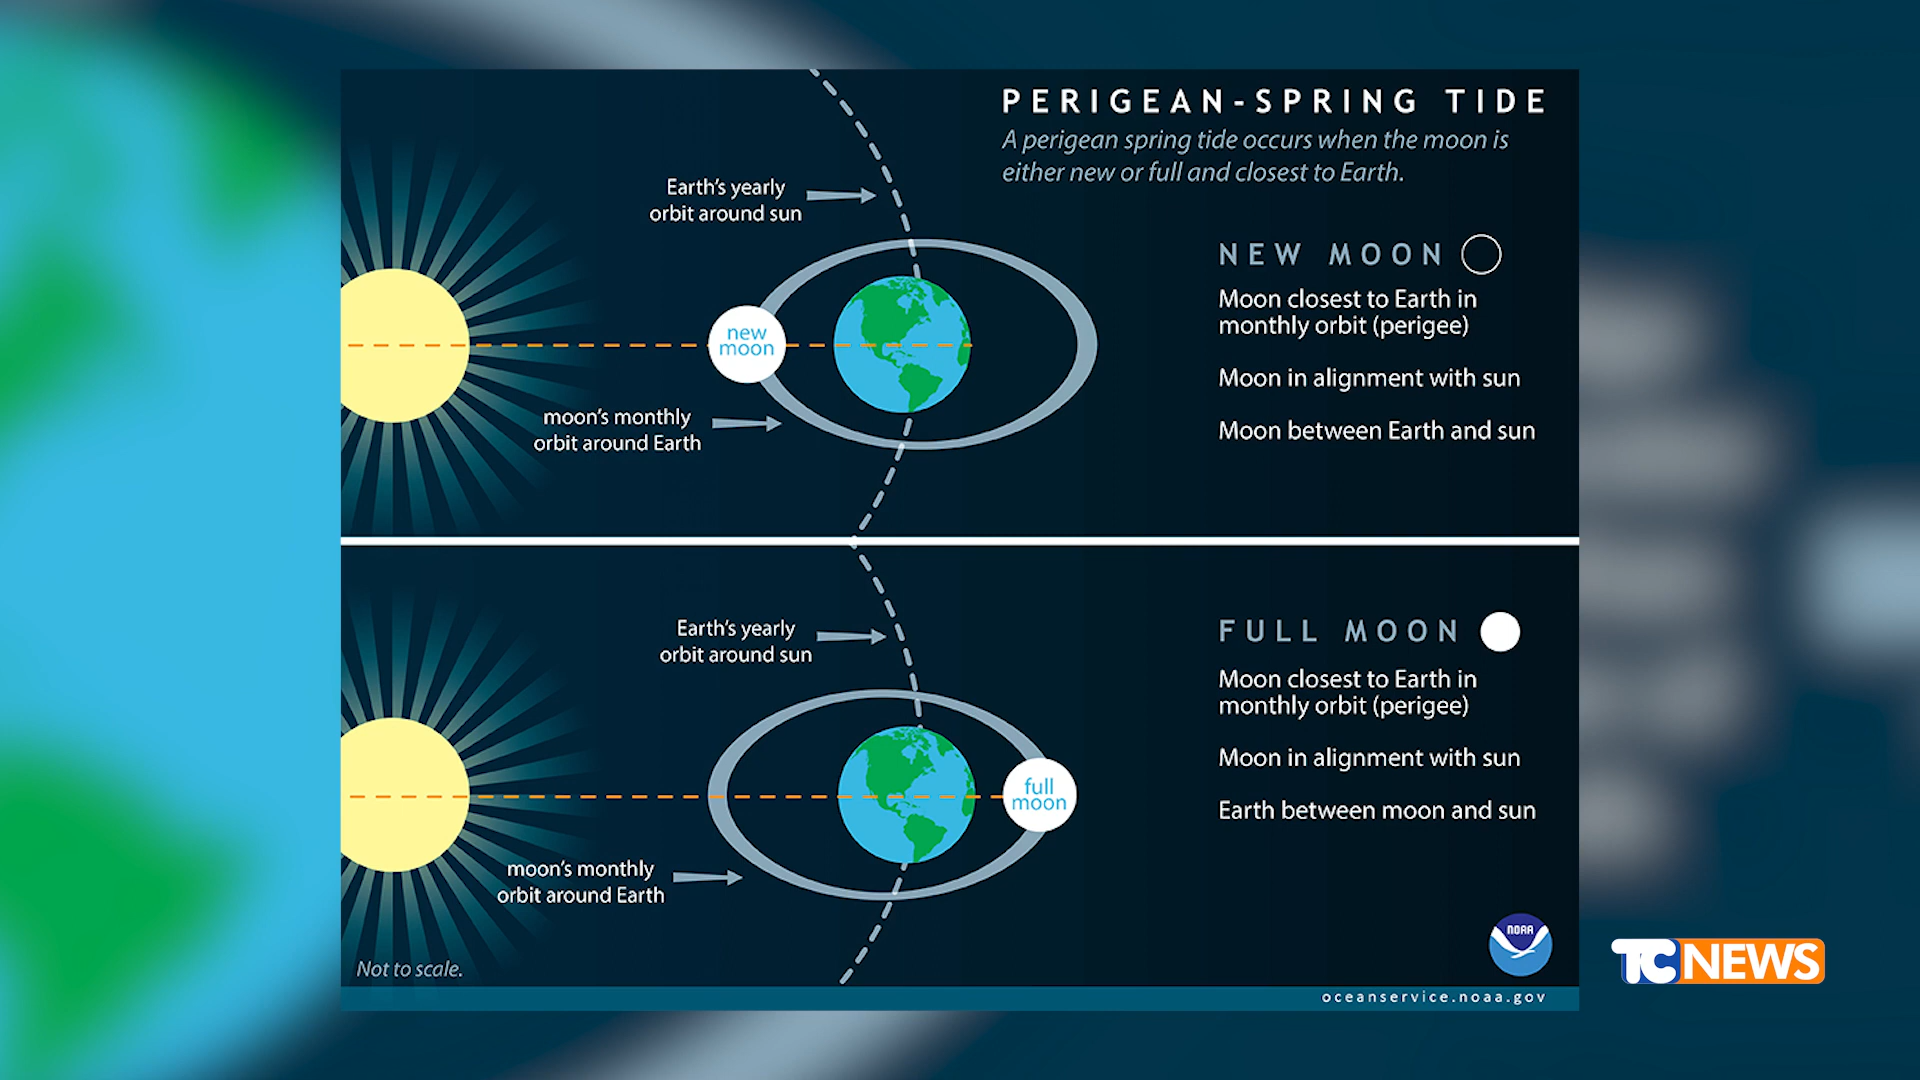 PERIGEAN-SPRING TIDE
A perigean spring tide occurs when the moon is
either new or full and closest to Earth.
Earth's yearly
orbit around sun
NEW MOON
Moon closest to Earth in
monthly orbit (perigee)
Moon in alignment with sun
Moon between Earth and sun
new
moon
moon's monthly
orbit around Earth
Earth's yearly
orbit around sun
FULL MOON
Moon closest to Earth in
monthly orbit (perigee)
Moon in alignment with sun
Earth between moon and sun
full
moon
moon's monthly
orbit around Earth
Not to scale.
NOAA
TC NEWS
oceanservice.noaa.gov